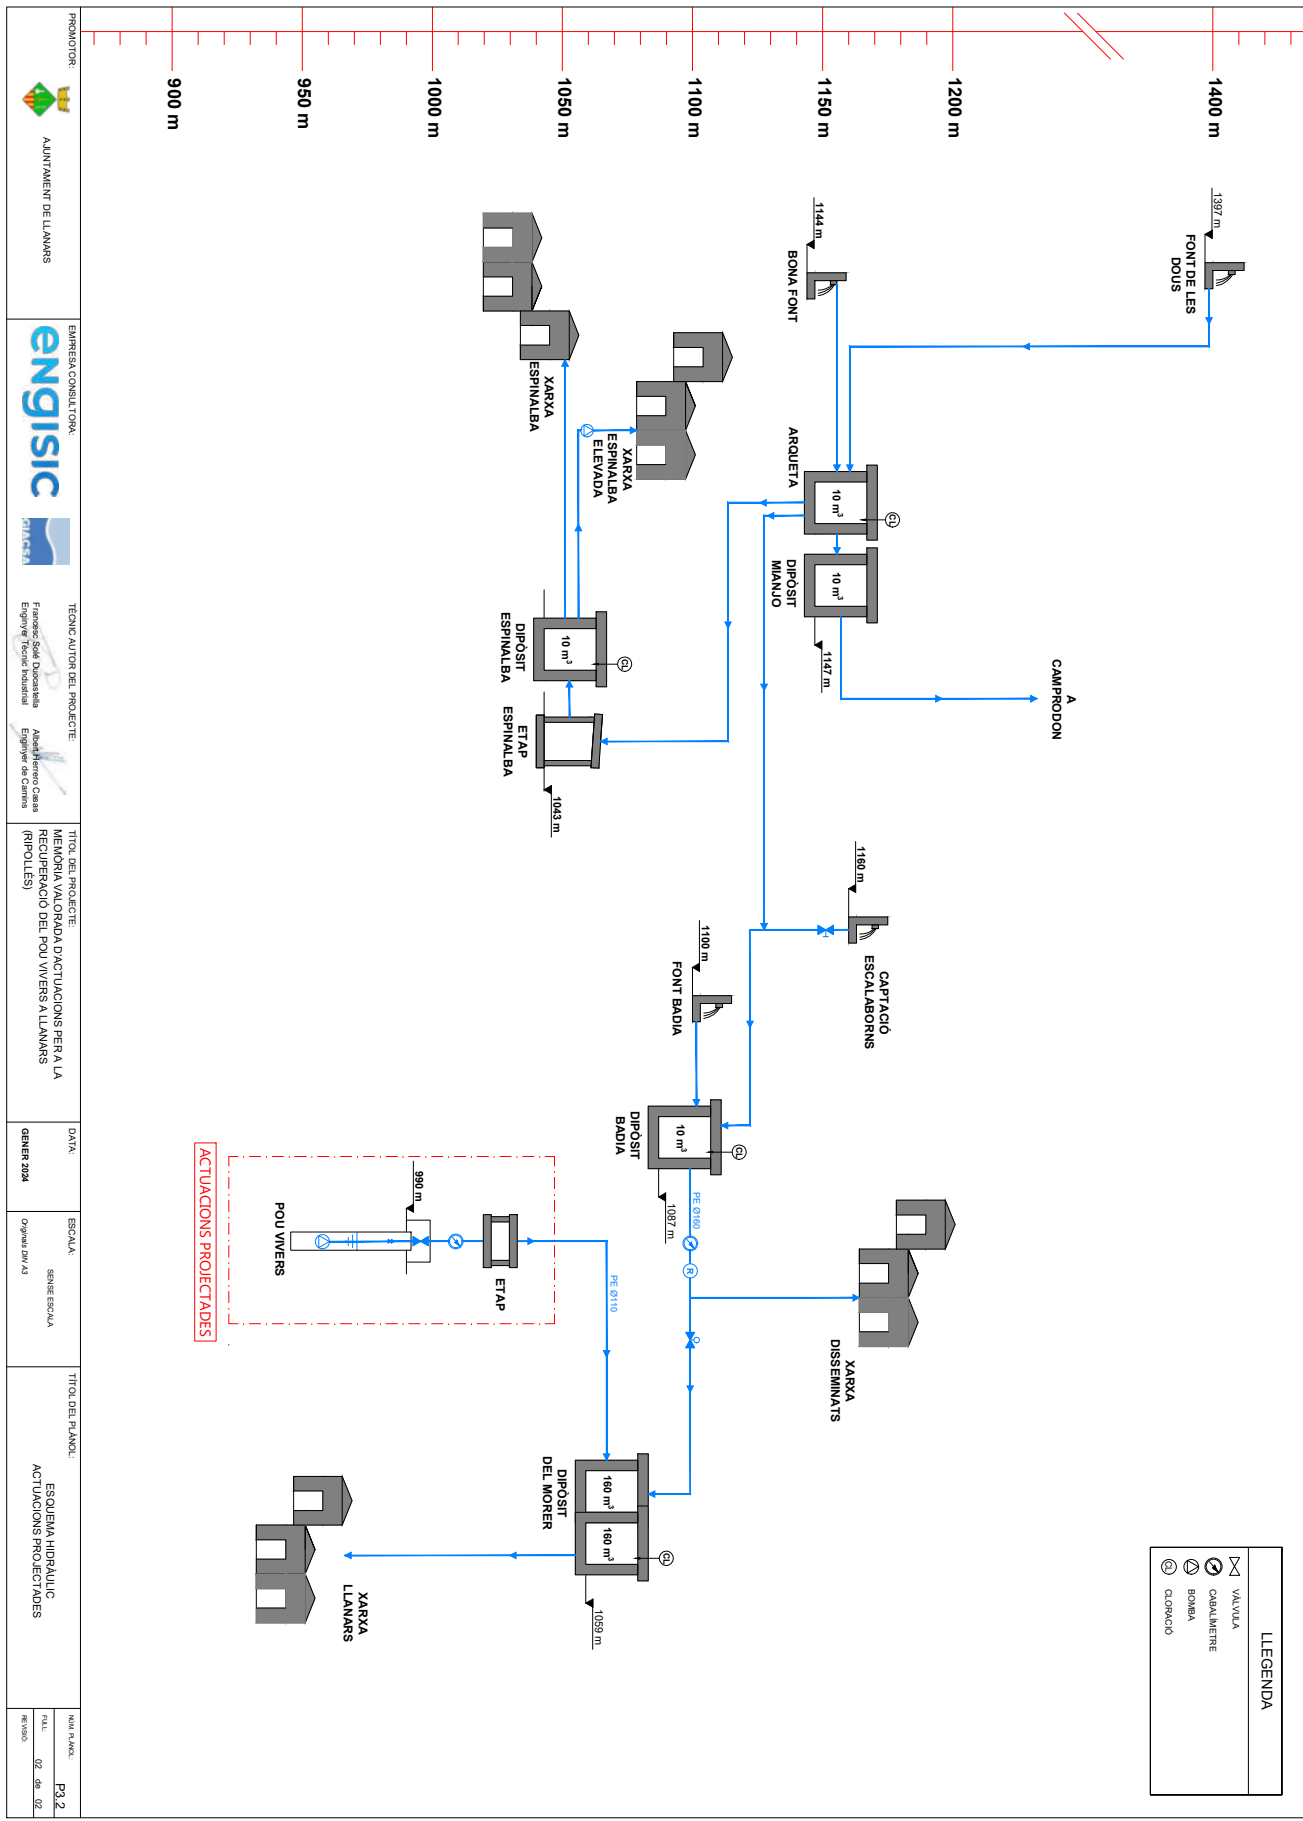 1400 m
1200 m
1150 m
1100 m
1050 m
1000 m
950 m
900 m
1397 m
FONT DE LES
DOUS
1144 m
BONA FONT
ARQUETA
10 m³
CL
DIPÒSIT
MIANJO
10 m³
1147 m
A
CAMPRODON
XARXA
ESPINALBA
XARXA
ESPINALBA
ELEVADA
DIPÒSIT
ESPINALBA
10 m³
CL
ETAP
ESPINALBA
1043 m
1160 m
CAPTACIÓ
ESCALABORNS
1100 m
FONT BADIA
DIPÒSIT
BADIA
10 m³
CL
1087 m
PE Ø160
R
XARXA
DISSEMINATS
ACTUACIONS PROJECTADES
POU VIVERS
990 m
ETAP
PE Ø110
DIPÒSIT
DEL MORER
160 m³
160 m³
CL
1059 m
XARXA
LLANARS
LLEGENDA
VÀLVULA
CABALÍMETRE
BOMBA
CL CLORACIÓ
PROMOTOR:
AJUNTAMENT DE LLANARS
EMPRESA CONSULTORA:
engisic
GIACSA
TÈCNIC AUTOR DEL PROJECTE:
Francesc Solé Duocastella
Enginyer Tècnic Industrial
Albert Herrero Casas
Enginyer de Camins
TÍTOL DEL PROJECTE:
MEMÒRIA VALORADA D'ACTUACIONS PER A LA
RECUPERACIÓ DEL POU VIVERS A LLANARS
(RIPOLLÈS)
DATA:
GENER 2024
ESCALA:
SENSE ESCALA
Originals DIN A3
TÍTOL DEL PLÀNOL:
ESQUEMA HIDRÀULIC
ACTUACIONS PROJECTADES
NÚM. PLÀNOL:
P3.2
FULL:
02 de 02
REVISIÓ: